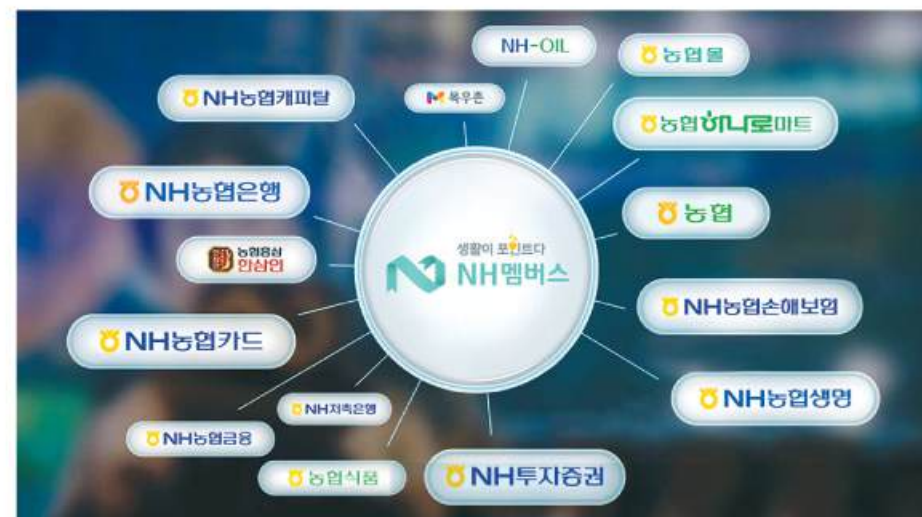 NH-OIL
농협몰
NH농협캐피탈
목우촌
농협하나로마트
NH농협은행
농협
생활이 포인트다
NH멤버스
농협홍삼
한삼인
NH농협손해보험
NH농협카드
NH농협생명
NH저축은행
NH농협금융
농협식품
NH투자증권